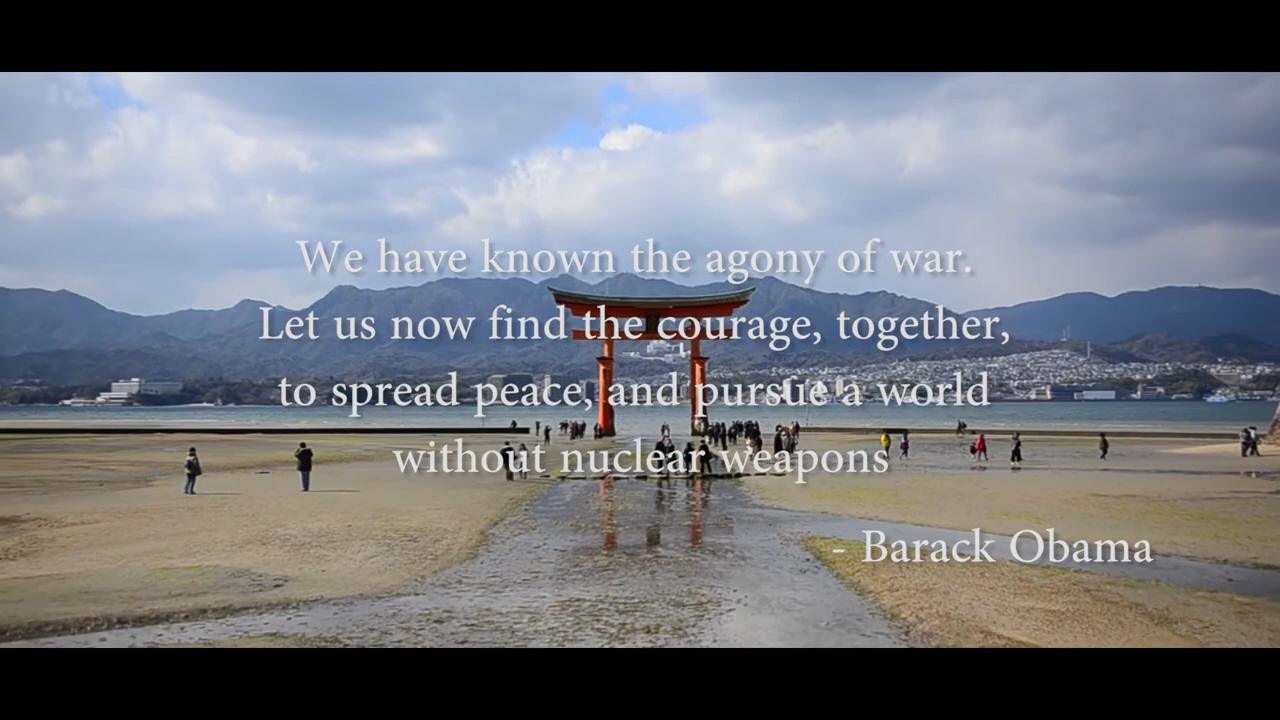 We have known the agony of war.
Let us now find the courage, together,
to spread peace, and pursue a world
without nuclear weapons
- Barack Obama